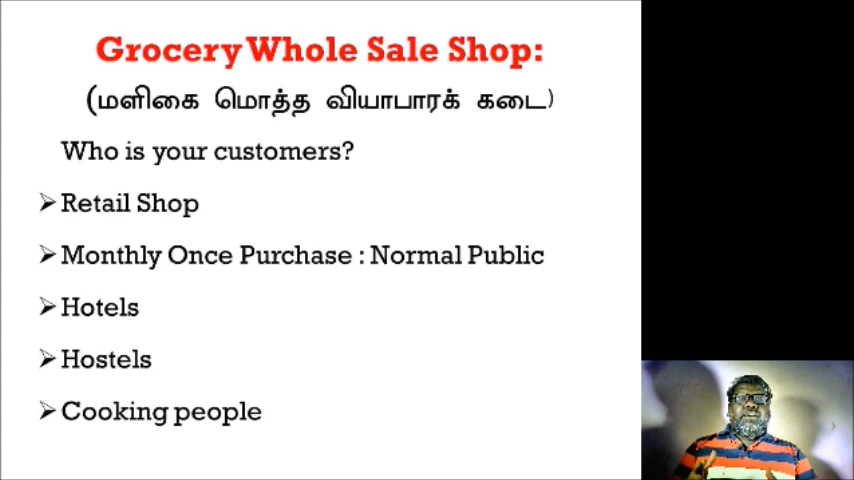 Grocery Whole Sale Shop:
(மளிகை மொத்த வியாபாரக் கடை)
Who is your customers?
➢ Retail Shop
➢ Monthly Once Purchase : Normal Public
➢ Hotels
➢ Hostels
➢ Cooking people